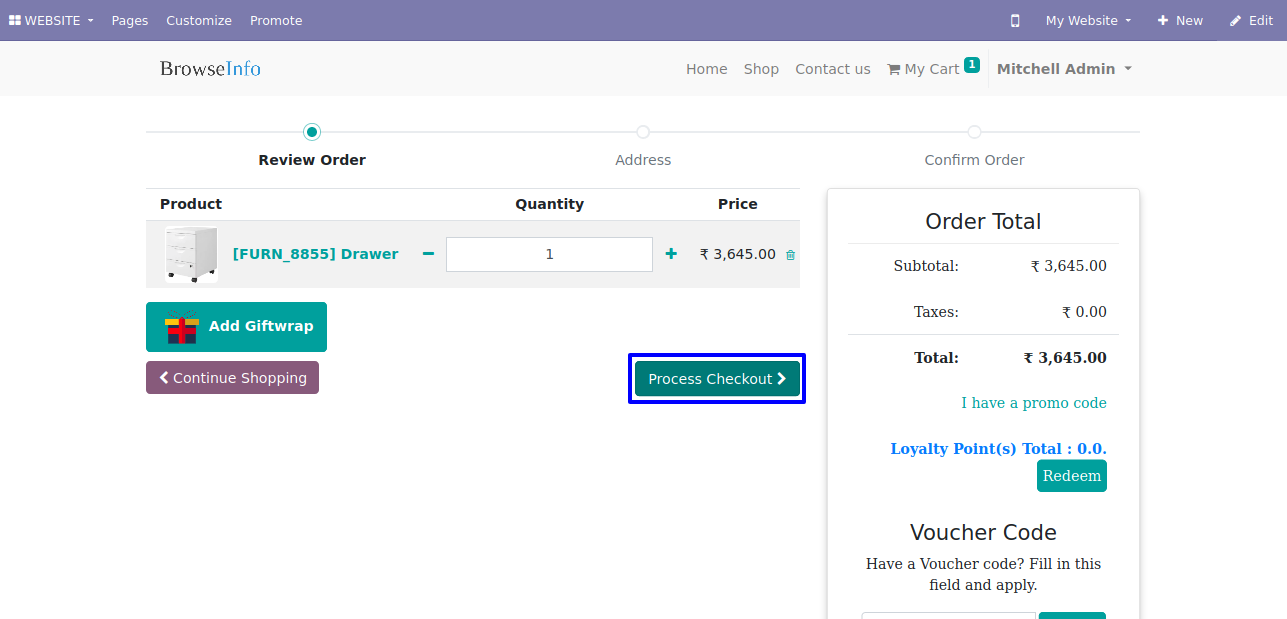 WEBSITE Pages Customize Promote My Website New Edit
BrowseInfo Home Shop Contact us My Cart 1 Mitchell Admin
Review Order Address Confirm Order
Product Quantity Price
[FURN_8855] Drawer 1 ₹ 3,645.00
Add Giftwrap
Continue Shopping Process Checkout
Order Total
Subtotal: ₹ 3,645.00
Taxes: ₹ 0.00
Total: ₹ 3,645.00
I have a promo code
Loyalty Point(s) Total : 0.0.
Redeem
Voucher Code
Have a Voucher code? Fill in this
field and apply.